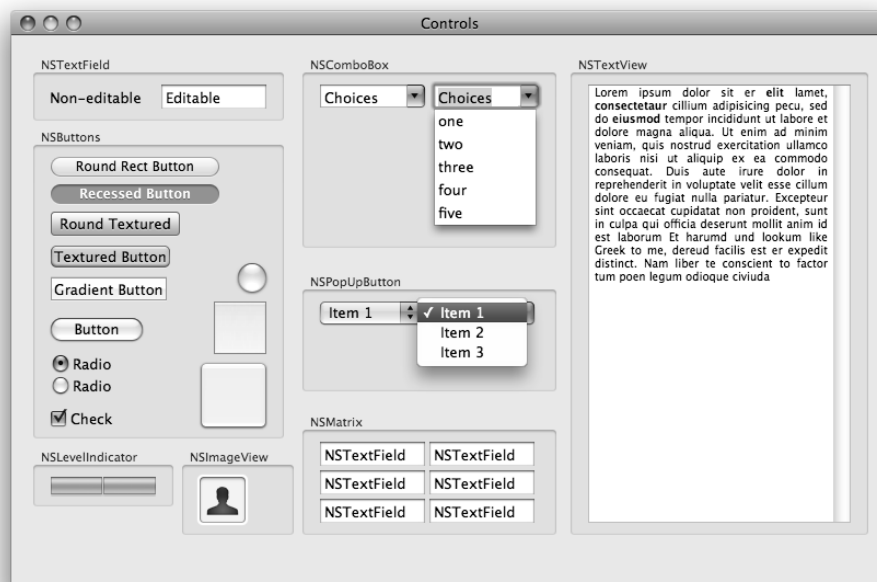 Controls
NSTextField
Non-editable
Editable
NSButtons
Round Rect Button
Recessed Button
Round Textured
Textured Button
Gradient Button
Button
Radio
Radio
Check
NSLevelIndicator
NSImageView
NSComboBox
Choices
Choices
one
two
three
four
five
NSPopUpButton
Item 1
✓ Item 1
Item 2
Item 3
NSMatrix
NSTextField NSTextField
NSTextField NSTextField
NSTextField NSTextField
NSTextView
Lorem ipsum dolor sit er elit lamet,
consectetaur cillium adipisicing pecu, sed
do eiusmod tempor incididunt ut labore et
dolore magna aliqua. Ut enim ad minim
veniam, quis nostrud exercitation ullamco
laboris nisi ut aliquip ex ea commodo
consequat. Duis aute irure dolor in
reprehenderit in voluptate velit esse cillum
dolore eu fugiat nulla pariatur. Excepteur
sint occaecat cupidatat non proident, sunt
in culpa qui officia deserunt mollit anim id
est laborum Et harumd und lookum like
Greek to me, dereud facilis est er expedit
distinct. Nam liber te conscient to factor
tum poen legum odioque civiuda